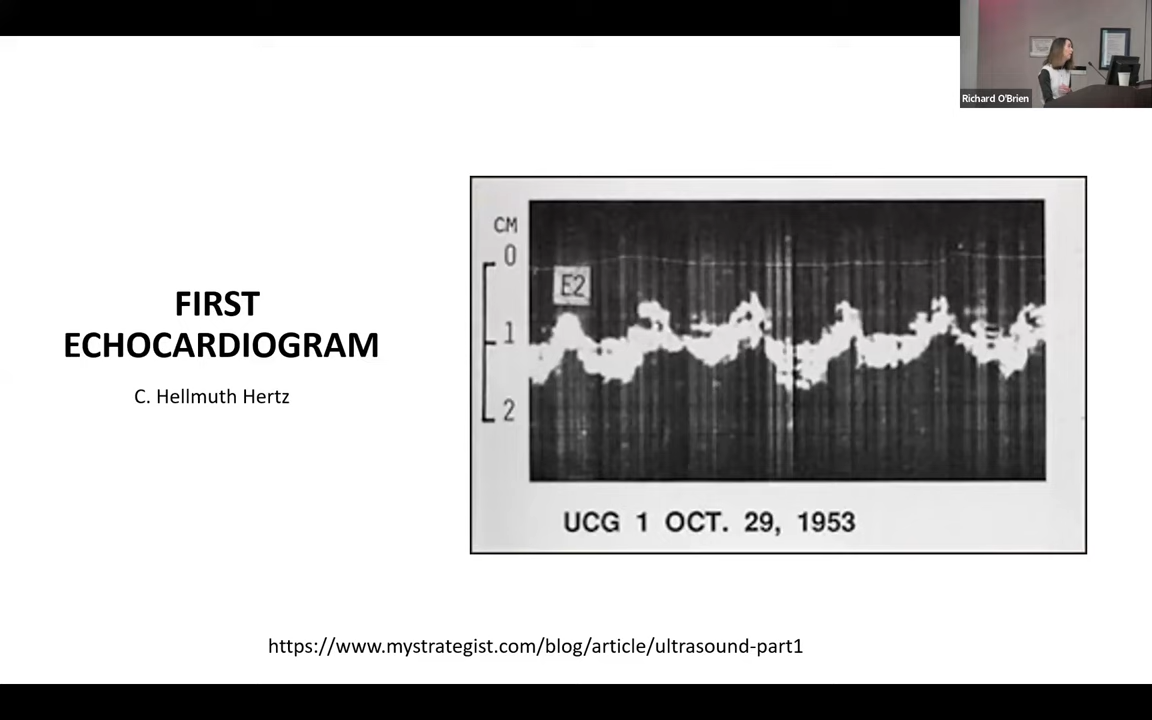 Richard O'Brien
FIRST
ECHOCARDIOGRAM
C. Hellmuth Hertz
CM
0
E2
1
2
UCG 1 OCT. 29, 1953
https://www.mystrategist.com/blog/article/ultrasound-part1